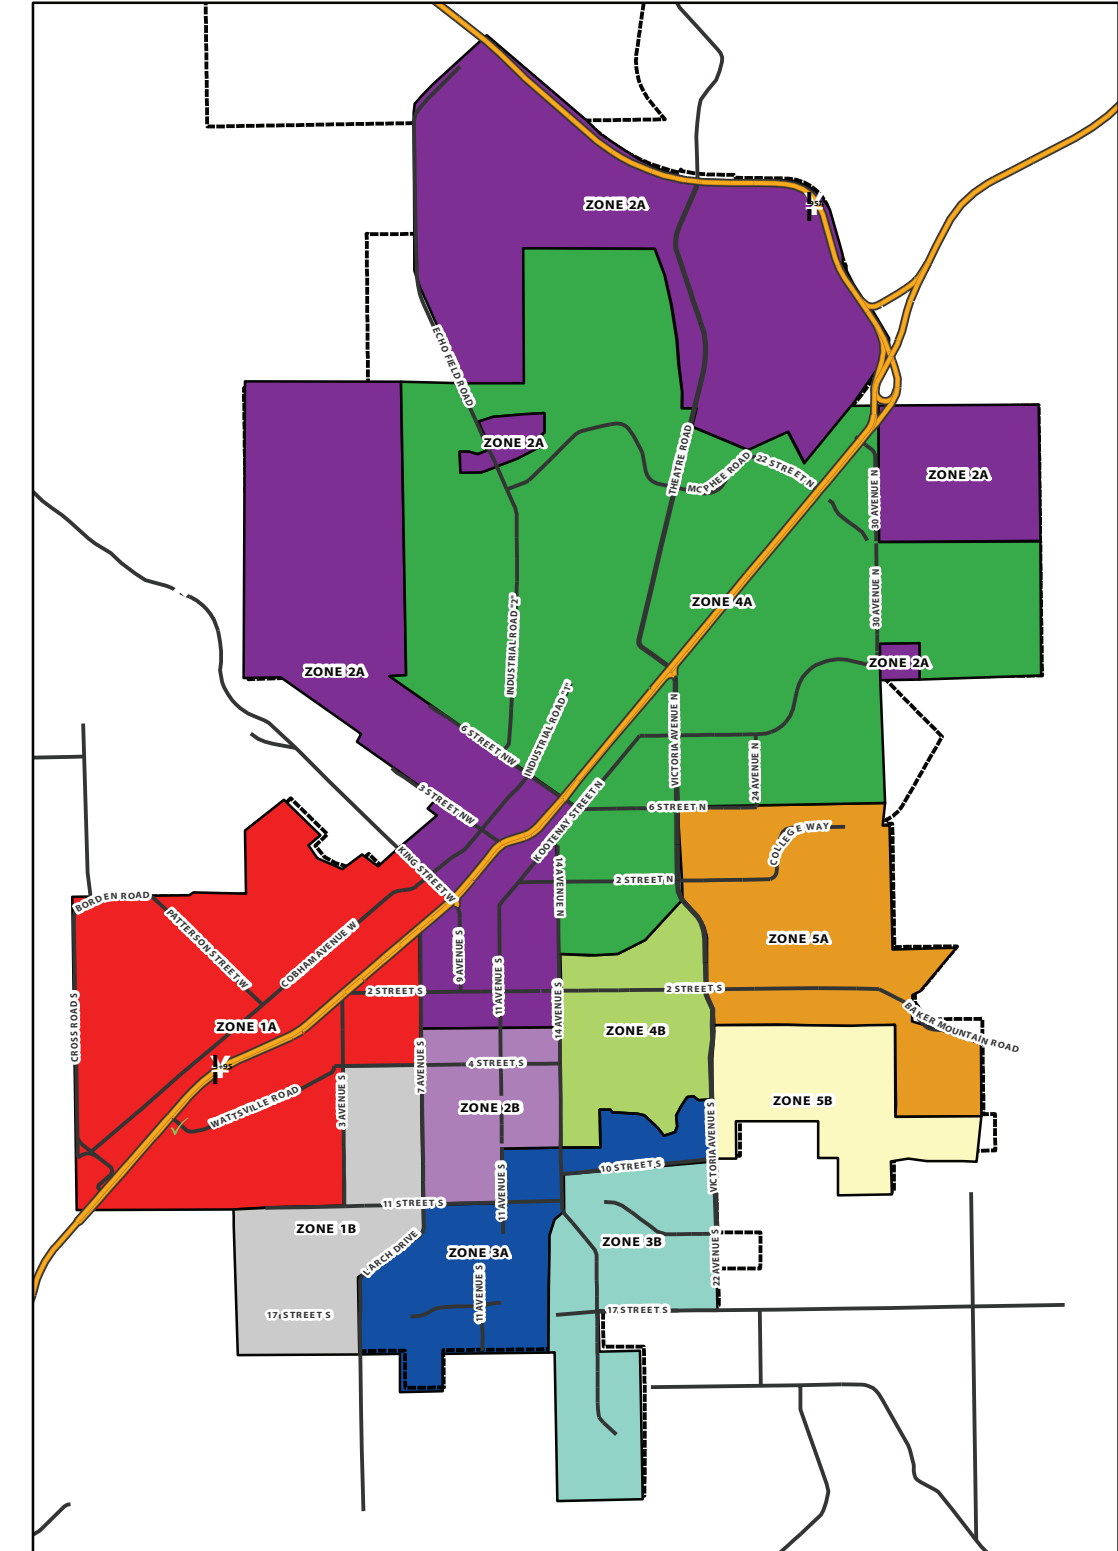 ZONE 2A
ECHO FIELD ROAD
ZONE 2A
THEATRE ROAD
MCPHEE ROAD
22 STREET N
30 AVENUE N
ZONE 2A
30 AVENUE N
ZONE 4A
INDUSTRIAL ROAD "2"
ZONE 2A
ZONE 2A
INDUSTRIAL ROAD "1"
6 STREET NW
VICTORIA AVENUE N
24 AVENUE N
3 STREET NW
KOOTENAY STREET N
6 STREET N
COLLEGE WAY
KING STREET W
14 AVENUE N
2 STREET N
BORDEN ROAD
PATTERSON STREET W
COBHAM AVENUE W
9 AVENUE S
ZONE 5A
11 AVENUE S
2 STREET S
14 AVENUE S
2 STREET S
BAKER MOUNTAIN ROAD
CROSS ROAD S
ZONE 1A
ZONE 4B
7 AVENUE S
4 STREET S
3 AVENUE S
WATTSVILLE ROAD
ZONE 2B
ZONE 5B
VICTORIA AVENUE S
10 STREET S
11 AVENUE S
11 STREET S
ZONE 1B
LARCH DRIVE
ZONE 3A
ZONE 3B
22 AVENUE S
11 AVENUE S
17 STREET S
17 STREET S